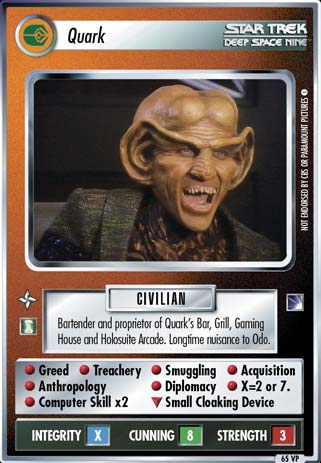 Quark
STAR TREK
DEEP SPACE NINE
NOT ENDORSED BY CBS OR PARAMOUNT PICTURES
CIVILIAN
Bartender and proprietor of Quark's Bar, Grill, Gaming
House and Holosuite Arcade. Longtime nuisance to Odo.
Greed Treachery Smuggling Acquisition
Anthropology Diplomacy X=2 or 7.
Computer Skill x2 Small Cloaking Device
INTEGRITY X CUNNING 8 STRENGTH 3
65 VP